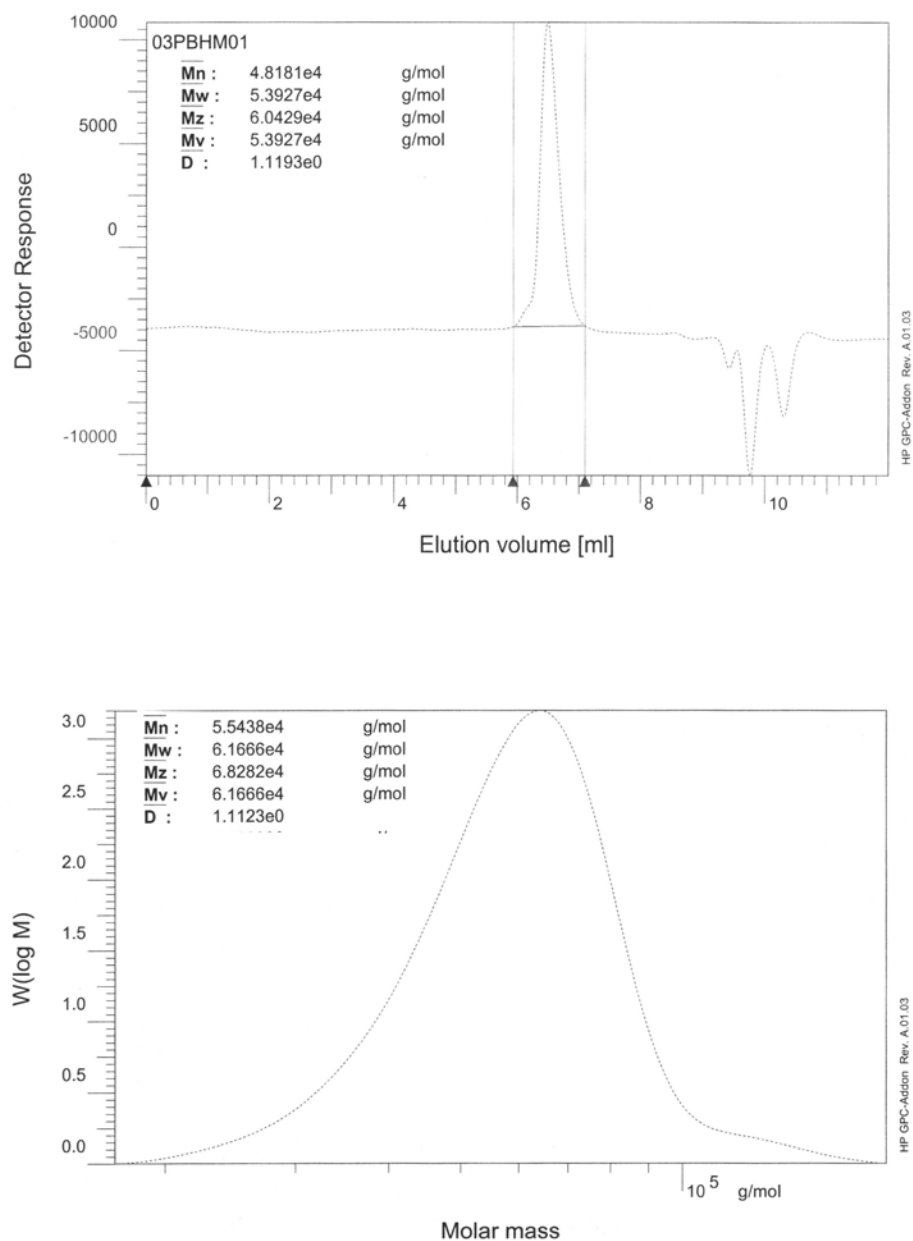 10000
03PBHM01
Mn : 4.8181e4 g/mol
Mw : 5.3927e4 g/mol
Mz : 6.0429e4 g/mol
Mv : 5.3927e4 g/mol
D : 1.1193e0
5000
0
-5000
-10000
Detector Response
0 2 4 6 8 10
Elution volume [ml]
HP GPC-Addon Rev. A.01.03
3.0
Mn : 5.5438e4 g/mol
Mw : 6.1666e4 g/mol
Mz : 6.8282e4 g/mol
Mv : 6.1666e4 g/mol
D : 1.1123e0
2.5
2.0
1.5
1.0
0.5
0.0
W(log M)
10⁵ g/mol
Molar mass
HP GPC-Addon Rev. A.01.03